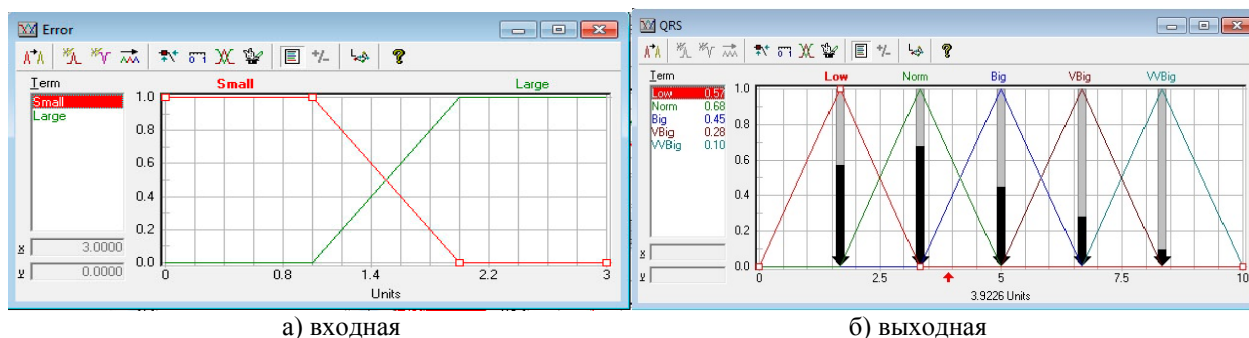 Error
Term
Small
Large
Small Large
1.0
0.8
0.6
0.4
0.2
0.0
x 3.0000
y 0.0000
0 0.8 1.4 2.2 3
Units
а) входная
QRS
Term
Low 0.57
Norm 0.68
Big 0.45
VBig 0.28
VVBig 0.10
Low Norm Big VBig VVBig
1.0
0.8
0.6
0.4
0.2
0.0
x
y
0 2.5 5 7.5 10
3.9226 Units
б) выходная